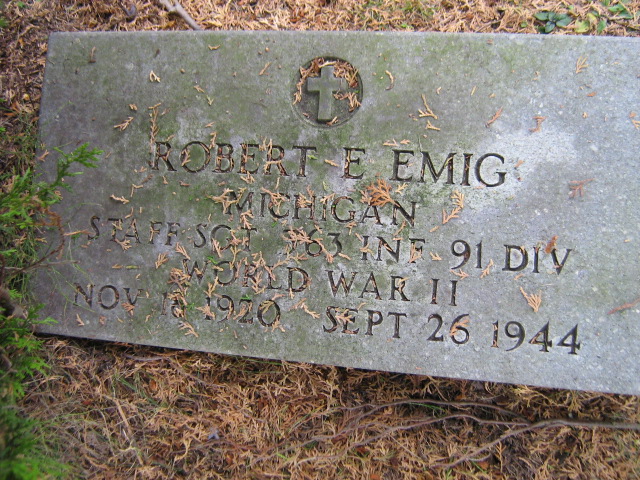 ROBERT E EMIG
MICHIGAN
STAFF SGT 363 INF 91 DIV
WORLD WAR II
NOV 1920 SEPT 26 1944